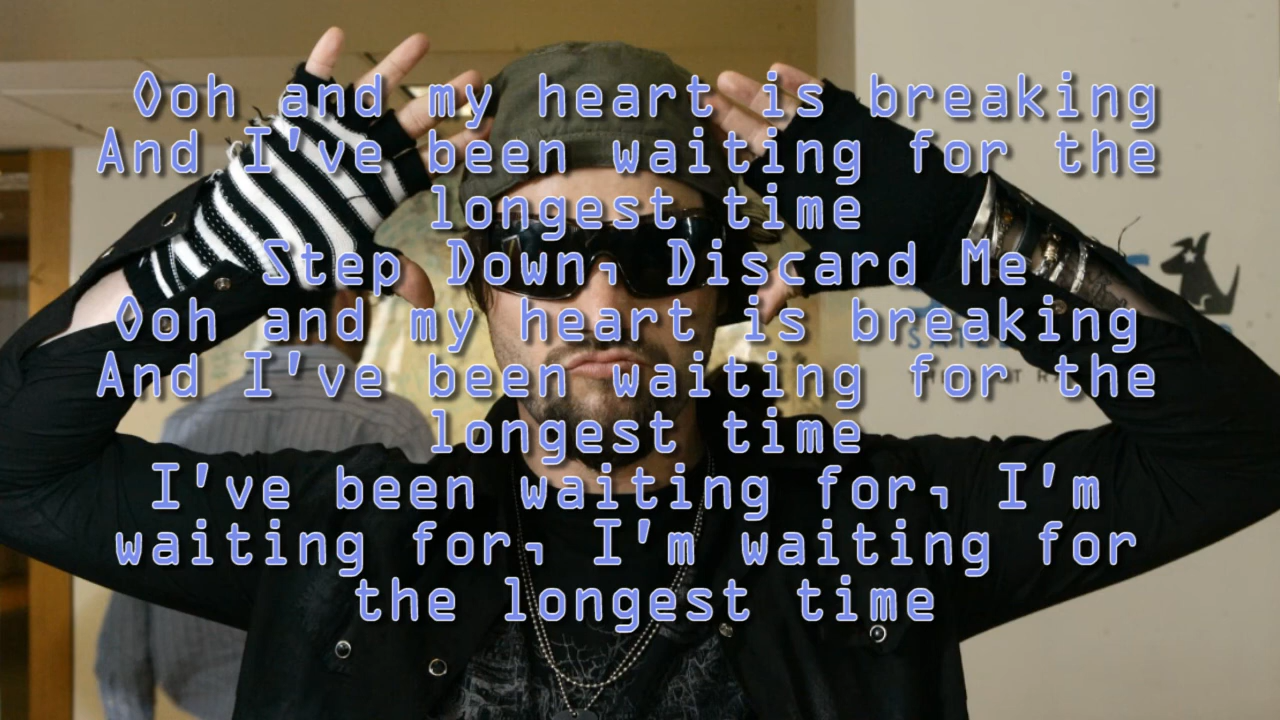 Ooh and my heart is breaking
And I've been waiting for the
longest time
Step Down, Discard Me
Ooh and my heart is breaking
And I've been waiting for the
longest time
I've been waiting for, I'm
waiting for, I'm waiting for
the longest time